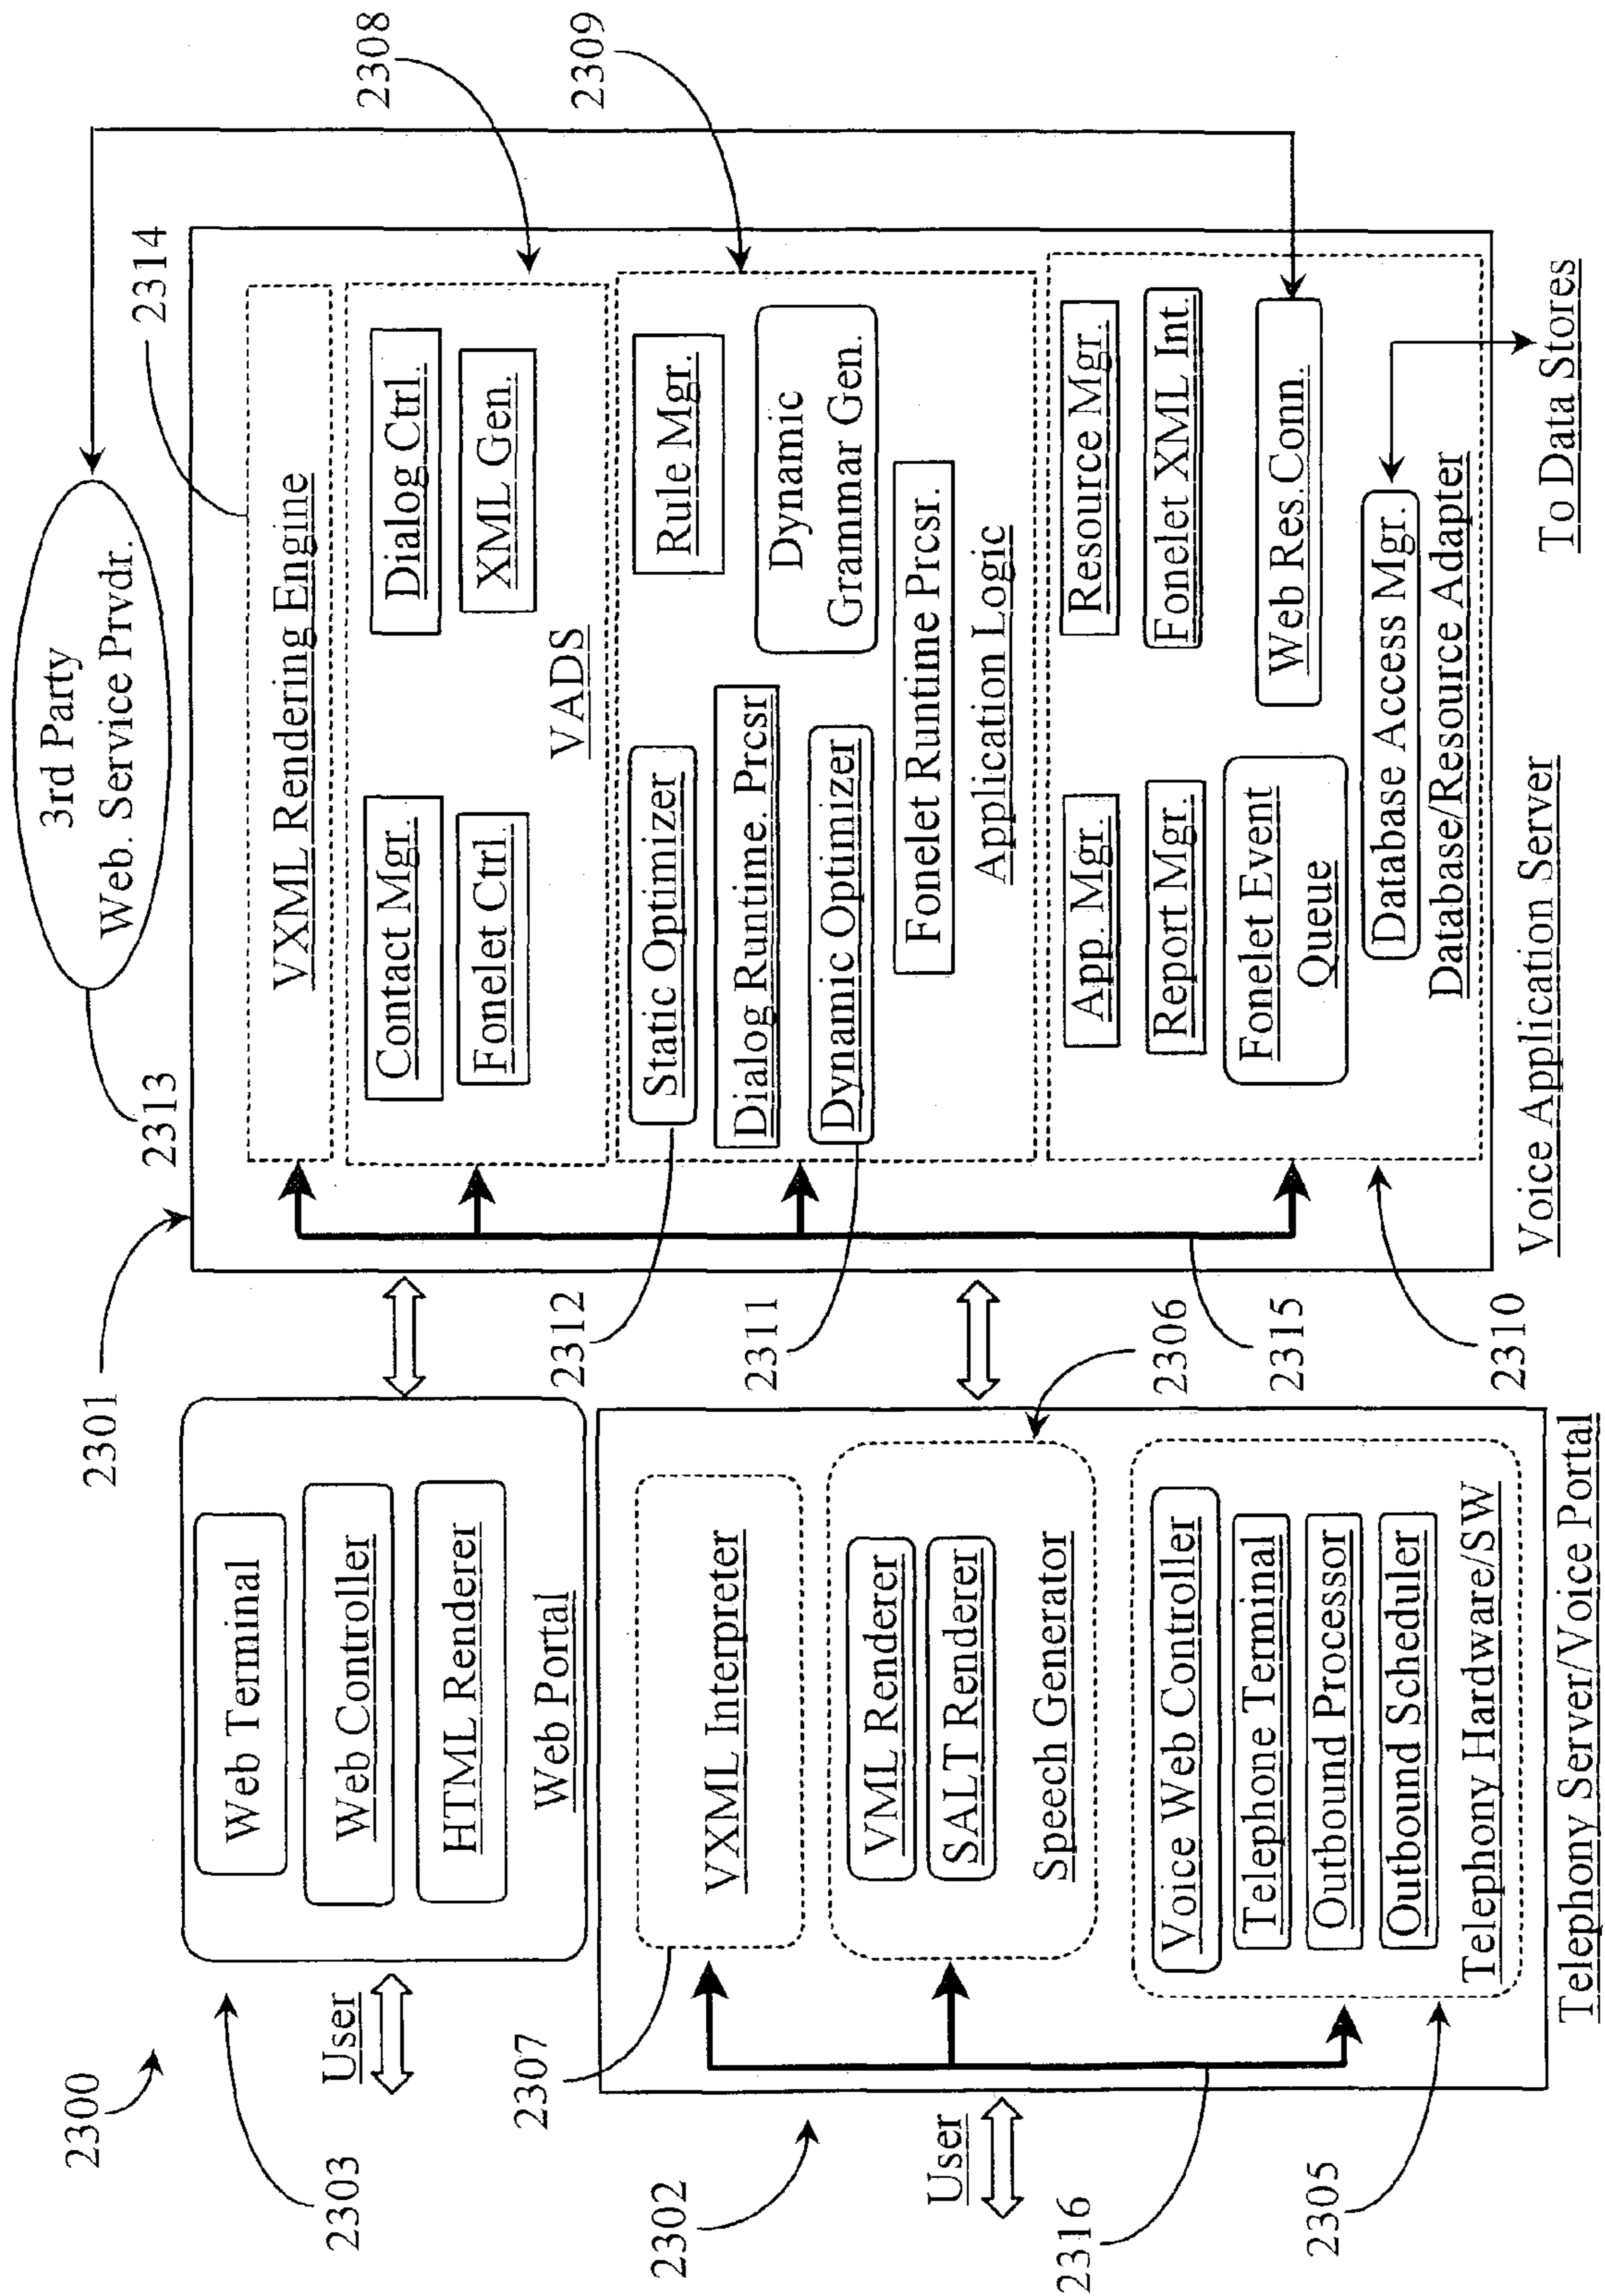 2300
2303
User
Web Terminal
Web Controller
HTML Renderer
Web Portal
2301
2313
3rd Party
Web. Service Prvdr.
2314
VXML Rendering Engine
2308
Contact Mgr.
Dialog Ctrl.
Fonelet Ctrl.
XML Gen.
VADS
2309
2312
Static Optimizer
Rule Mgr.
Dialog Runtime. Prcsr
Dynamic
Grammar Gen.
2311
Dynamic Optimizer
Fonelet Runtime Prcsr.
Application Logic
App. Mgr.
Resource Mgr.
Report Mgr.
Fonelet XML Int.
Fonelet Event
Queue
Web Res.Conn.
Database Access Mgr.
Database/Resource Adapter
To Data Stores
2315
2310
Voice Application Server
2307
2302
User
VXML Interpreter
2306
VML Renderer
SALT Renderer
Speech Generator
2316
2305
Voice Web Controller
Telephone Terminal
Outbound Processor
Outbound Scheduler
Telephony Hardware/SW
Telephony Server/Voice Portal